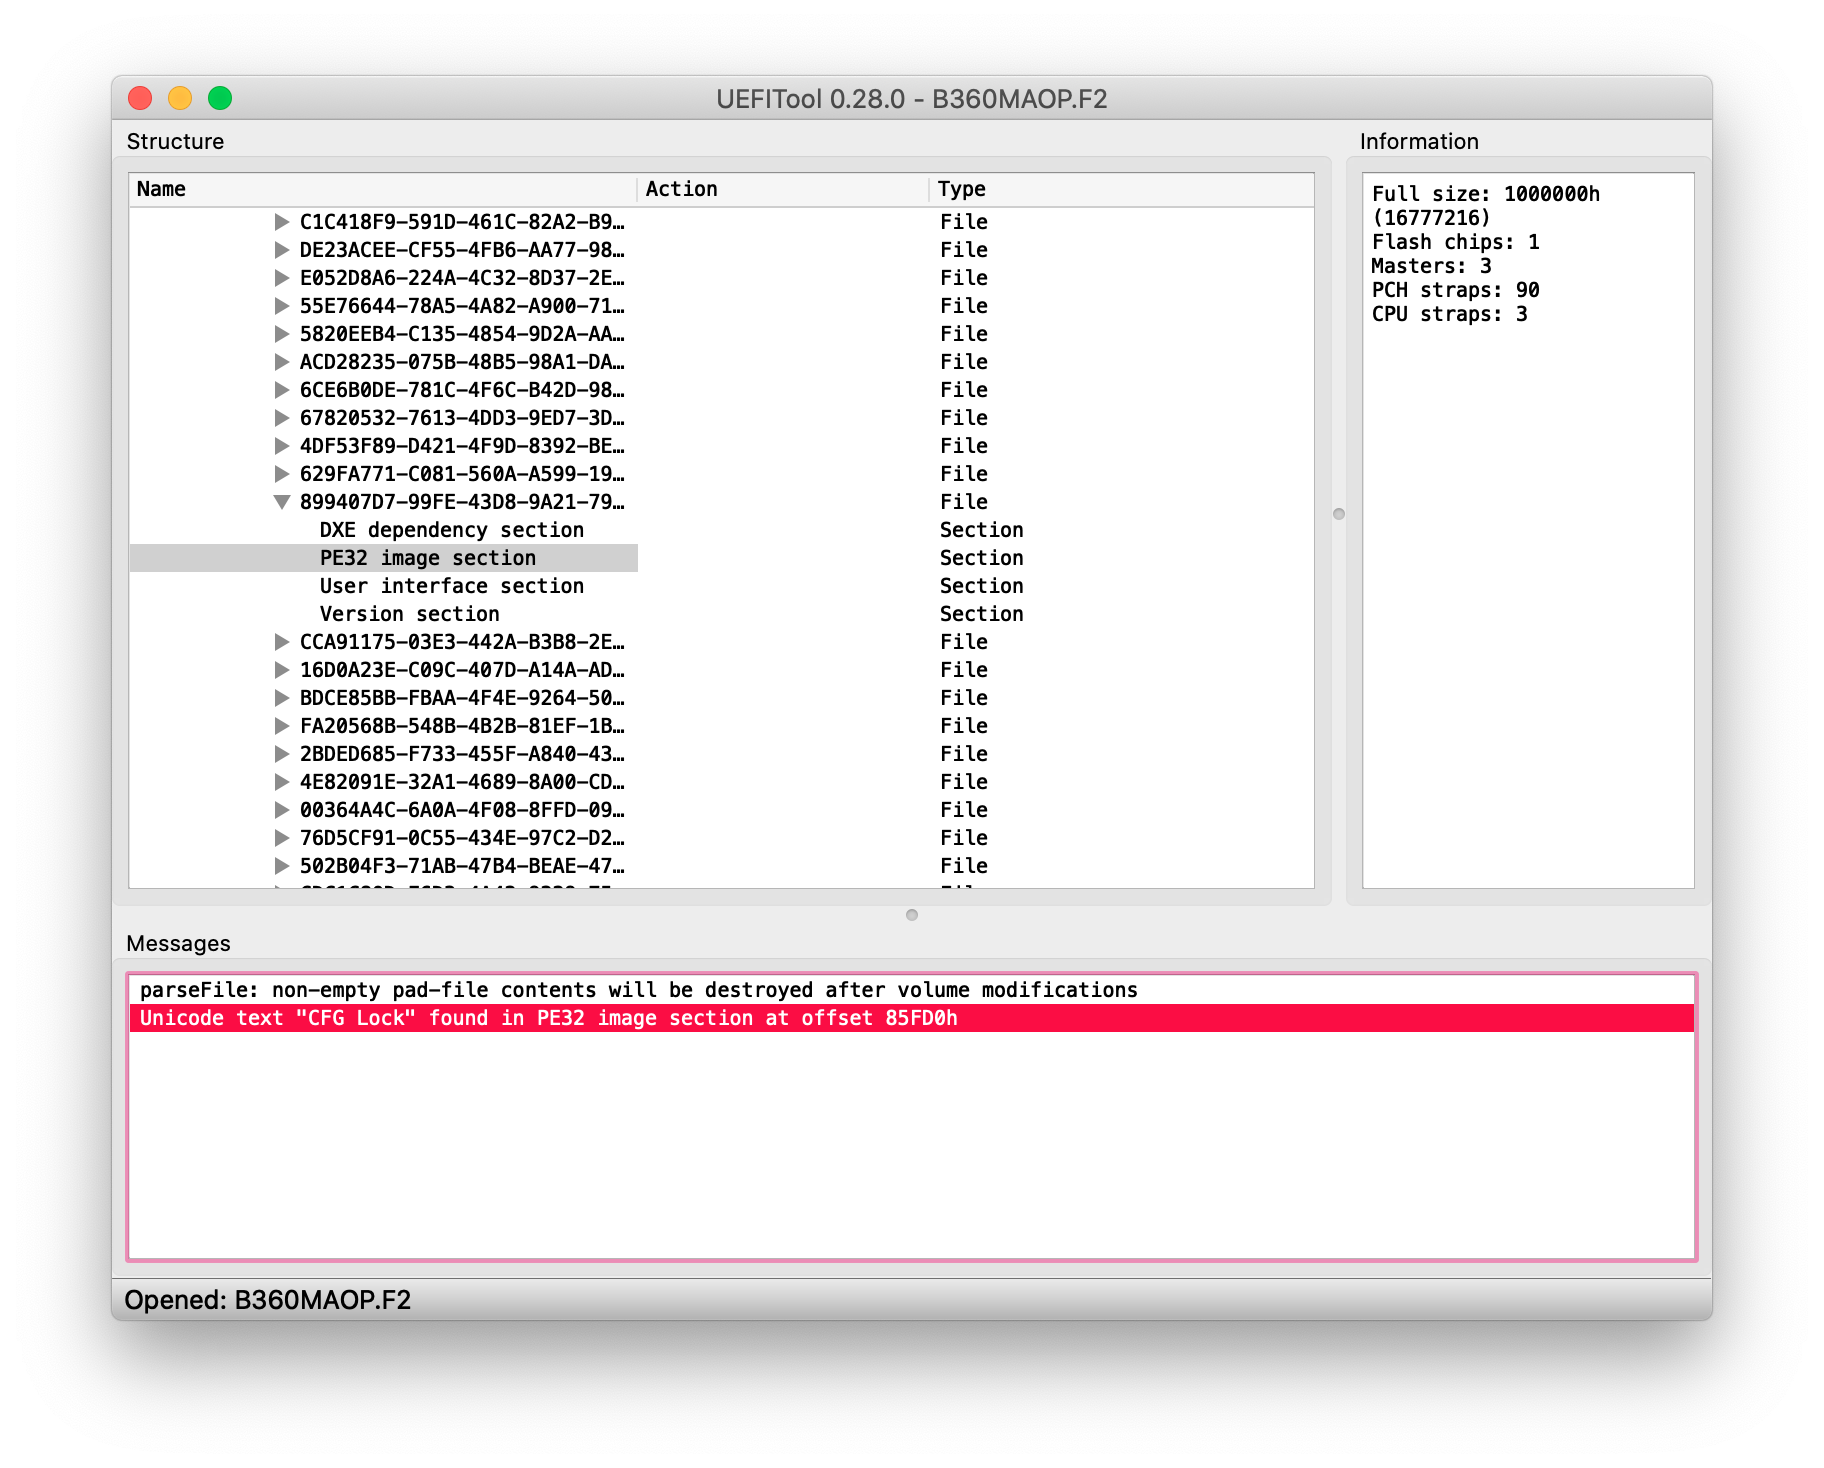 UEFITool 0.28.0 - B360MAOP.F2
Structure
Information
Name Action Type
C1C418F9-591D-461C-82A2-B9… File
DE23ACEE-CF55-4FB6-AA77-98… File
E052D8A6-224A-4C32-8D37-2E… File
55E76644-78A5-4A82-A900-71… File
5820EEB4-C135-4854-9D2A-AA… File
ACD28235-075B-48B5-98A1-DA… File
6CE6B0DE-781C-4F6C-B42D-98… File
67820532-7613-4DD3-9ED7-3D… File
4DF53F89-D421-4F9D-8392-BE… File
629FA771-C081-560A-A599-19… File
899407D7-99FE-43D8-9A21-79… File
DXE dependency section Section
PE32 image section Section
User interface section Section
Version section Section
CCA91175-03E3-442A-B3B8-2E… File
16D0A23E-C09C-407D-A14A-AD… File
BDCE85BB-FBAA-4F4E-9264-50… File
FA20568B-548B-4B2B-81EF-1B… File
2BDED685-F733-455F-A840-43… File
4E82091E-32A1-4689-8A00-CD… File
00364A4C-6A0A-4F08-8FFD-09… File
76D5CF91-0C55-434E-97C2-D2… File
502B04F3-71AB-47B4-BEAE-47… File
Full size: 1000000h
(16777216)
Flash chips: 1
Masters: 3
PCH straps: 90
CPU straps: 3
Messages
parseFile: non-empty pad-file contents will be destroyed after volume modifications
Unicode text "CFG Lock" found in PE32 image section at offset 85FD0h
Opened: B360MAOP.F2